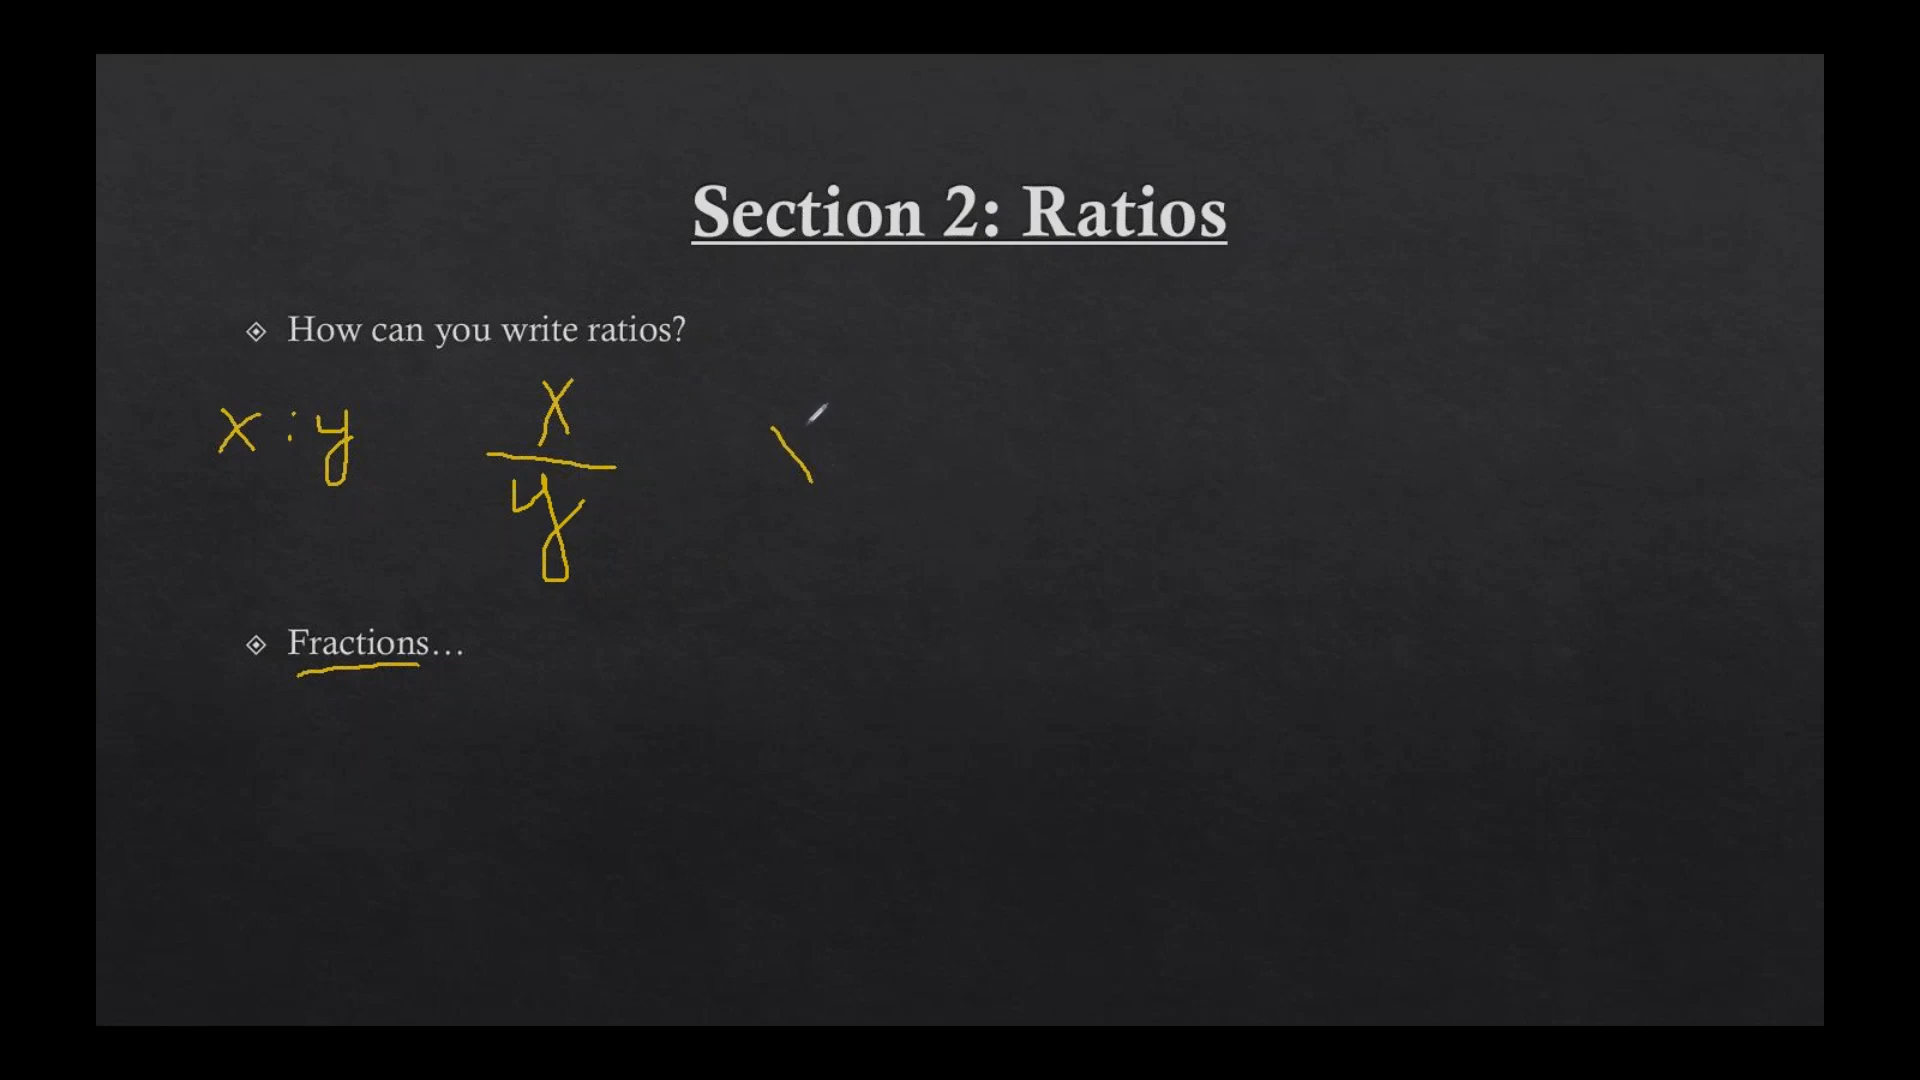 Section 2: Ratios
How can you write ratios?
x : y
x
y
Fractions...